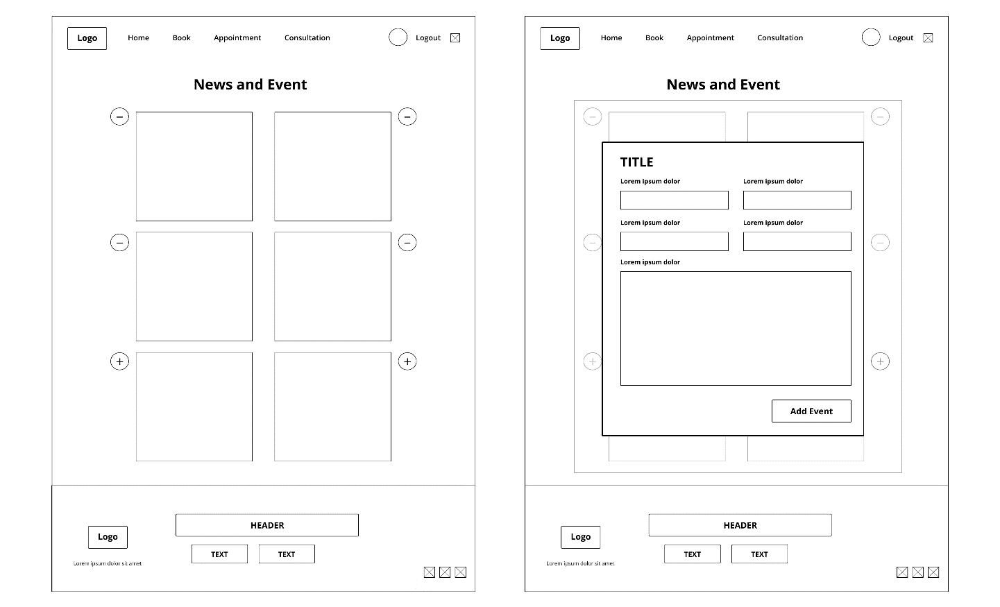 Logo Home Book Appointment Consultation Logout
News and Event
−
−
−
−
+
+
HEADER
Logo
TEXT TEXT
Lorem ipsum dolor sit amet
Logo Home Book Appointment Consultation Logout
News and Event
−
−
TITLE
Lorem ipsum dolor Lorem ipsum dolor
Lorem ipsum dolor Lorem ipsum dolor
−
−
Lorem ipsum dolor
+
+
Add Event
HEADER
Logo
TEXT TEXT
Lorem ipsum dolor sit amet